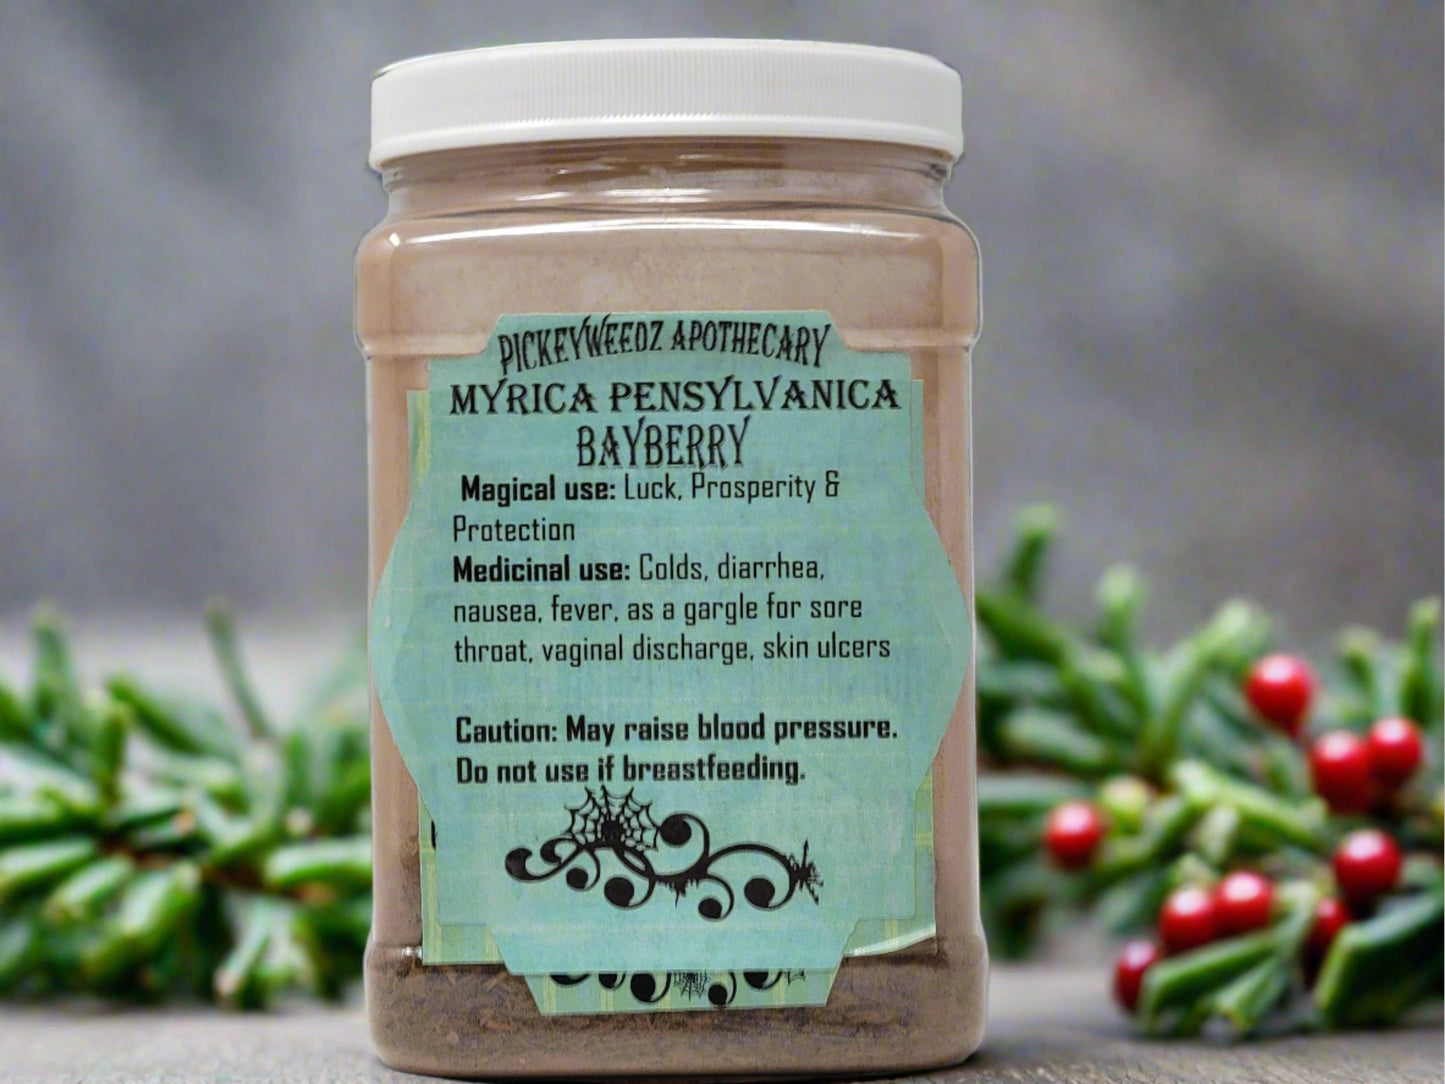 PICKEYWEEDZ APOTHECARY
MYRICA PENSYLVANICA
BAYBERRY
Magical use: Luck, Prosperity &
Protection
Medicinal use: Colds, diarrhea,
nausea, fever, as a gargle for sore
throat, vaginal discharge, skin ulcers
Caution: May raise blood pressure.
Do not use if breastfeeding.